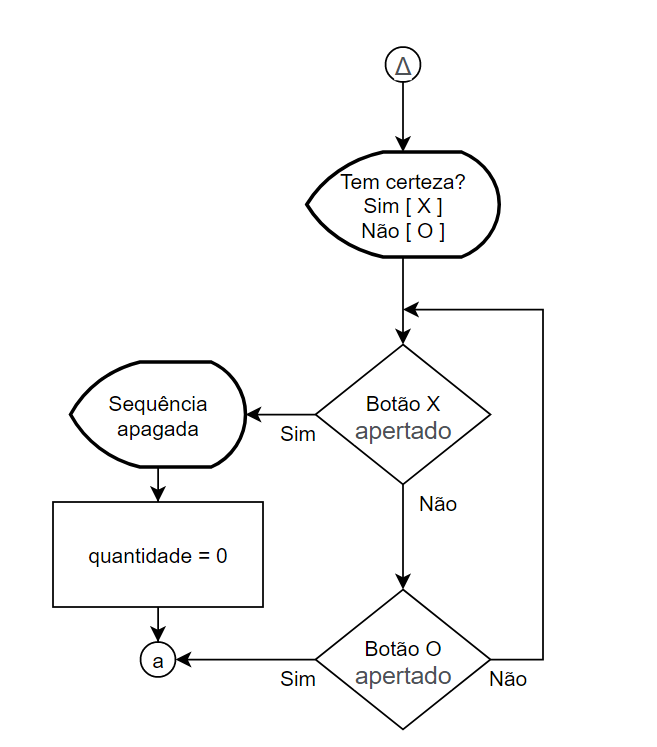 Δ
Tem certeza?
Sim [ X ]
Não [ O ]
Botão X
apertado
Sim
Não
Sequência
apagada
quantidade = 0
Botão O
apertado
Sim
Não
a